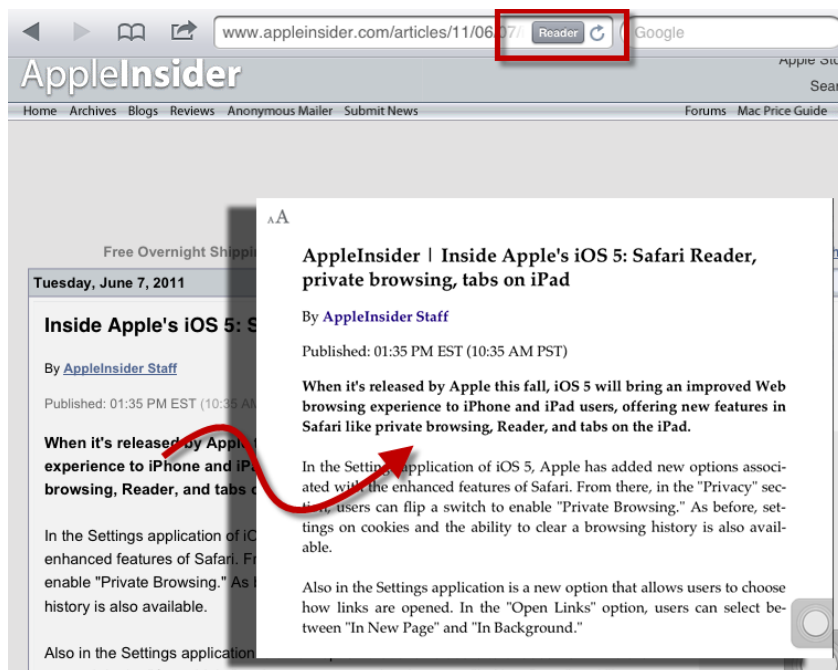 www.appleinsider.com/articles/11/06/07/ Reader Google
AppleInsider
Apple
Home Archives Blogs Reviews Anonymous Mailer Submit News Forums Mac Price Guide
Free Overnight
Tuesday, June 7, 2011
Inside Apple's iOS 5:
By AppleInsider Staff
Published: 01:35 PM EST (10:35
When it's released by
experience to iPhone and
browsing, Reader, and tabs
In the Settings application of
enhanced features of Safari.
enable "Private Browsing." As
history is also available.
Also in the Settings application
AA
AppleInsider | Inside Apple's iOS 5: Safari Reader,
private browsing, tabs on iPad
By AppleInsider Staff
Published: 01:35 PM EST (10:35 AM PST)
When it's released by Apple this fall, iOS 5 will bring an improved Web
browsing experience to iPhone and iPad users, offering new features in
Safari like private browsing, Reader, and tabs on the iPad.
In the Settings application of iOS 5, Apple has added new options associ-
ated with the enhanced features of Safari. From there, in the "Privacy" sec-
tion, users can flip a switch to enable "Private Browsing." As before, set-
tings on cookies and the ability to clear a browsing history is also avail-
able.
Also in the Settings application is a new option that allows users to choose
how links are opened. In the "Open Links" option, users can select be-
tween "In New Page" and "In Background."